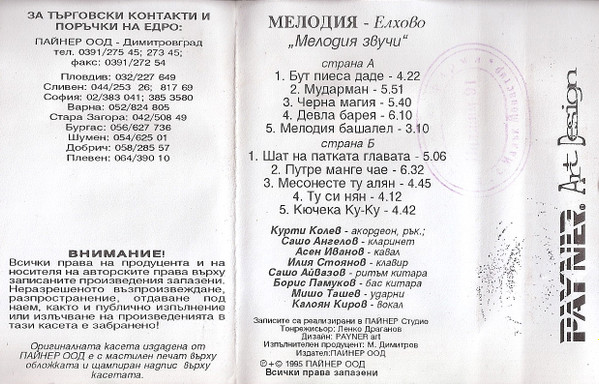 ЗА ТЪРГОВСКИ КОНТАКТИ И
ПОРЪЧКИ НА ЕДРО:
ПАЙНЕР ООД - Димитровград
тел. 0391/275 45; 273 45;
факс: 0391/272 54
Пловдив: 032/227 649
Сливен: 044/253 26; 817 69
София: 02/383 041; 385 3580
Варна: 052/824 805
Стара Загора: 042/508 49
Бургас: 056/627 736
Шумен: 054/625 01
Добрич: 058/285 57
Плевен: 064/390 10
ВНИМАНИЕ!
Всички права на продуцента и на
носителя на авторските права върху
записаните произведения запазени.
Неразрешеното възпроизвеждане,
разпространение, отдаване под
наем, както и публично изпълнение
или излъчване на произведенията в
тази касета е забранено!
Оригиналната касета издадена от
ПАЙНЕР ООД е с мастилен печат върху
обложката и щампиран надпис върху
касетата.
МЕЛОДИЯ - Елхово
„Мелодия звучи“
страна А
1. Бут пиеса даде - 4.22
2. Мударман - 5.51
3. Черна магия - 5.40
4. Девла барея - 6.10
5. Мелодия башалел - 3.10
страна Б
1. Шат на патката главата - 5.06
2. Путре манге чае - 6.32
3. Месонесте ту алян - 4.45
4. Ту си нян - 4.12
5. Кючека Ку-Ку - 4.42
Курти Колев - акордеон, рък.;
Сашо Ангелов - кларинет
Асен Иванов - кавал
Илия Стоянов - клавир
Сашо Айвазов - ритъм китара
Борис Памуков - бас китара
Мишо Ташев - ударни
Калоян Киров - вокал
Записите са реализирани в ПАЙНЕР Студио
Тонрежисьор: Ленко Драганов
Дизайн: PAYNER art
Изпълнителен продуцент: М. Димитров
Издател:ПАЙНЕР ООД
℗+© 1995 ПАЙНЕР ООД
Всички права запазени
PAYNER® Art Design